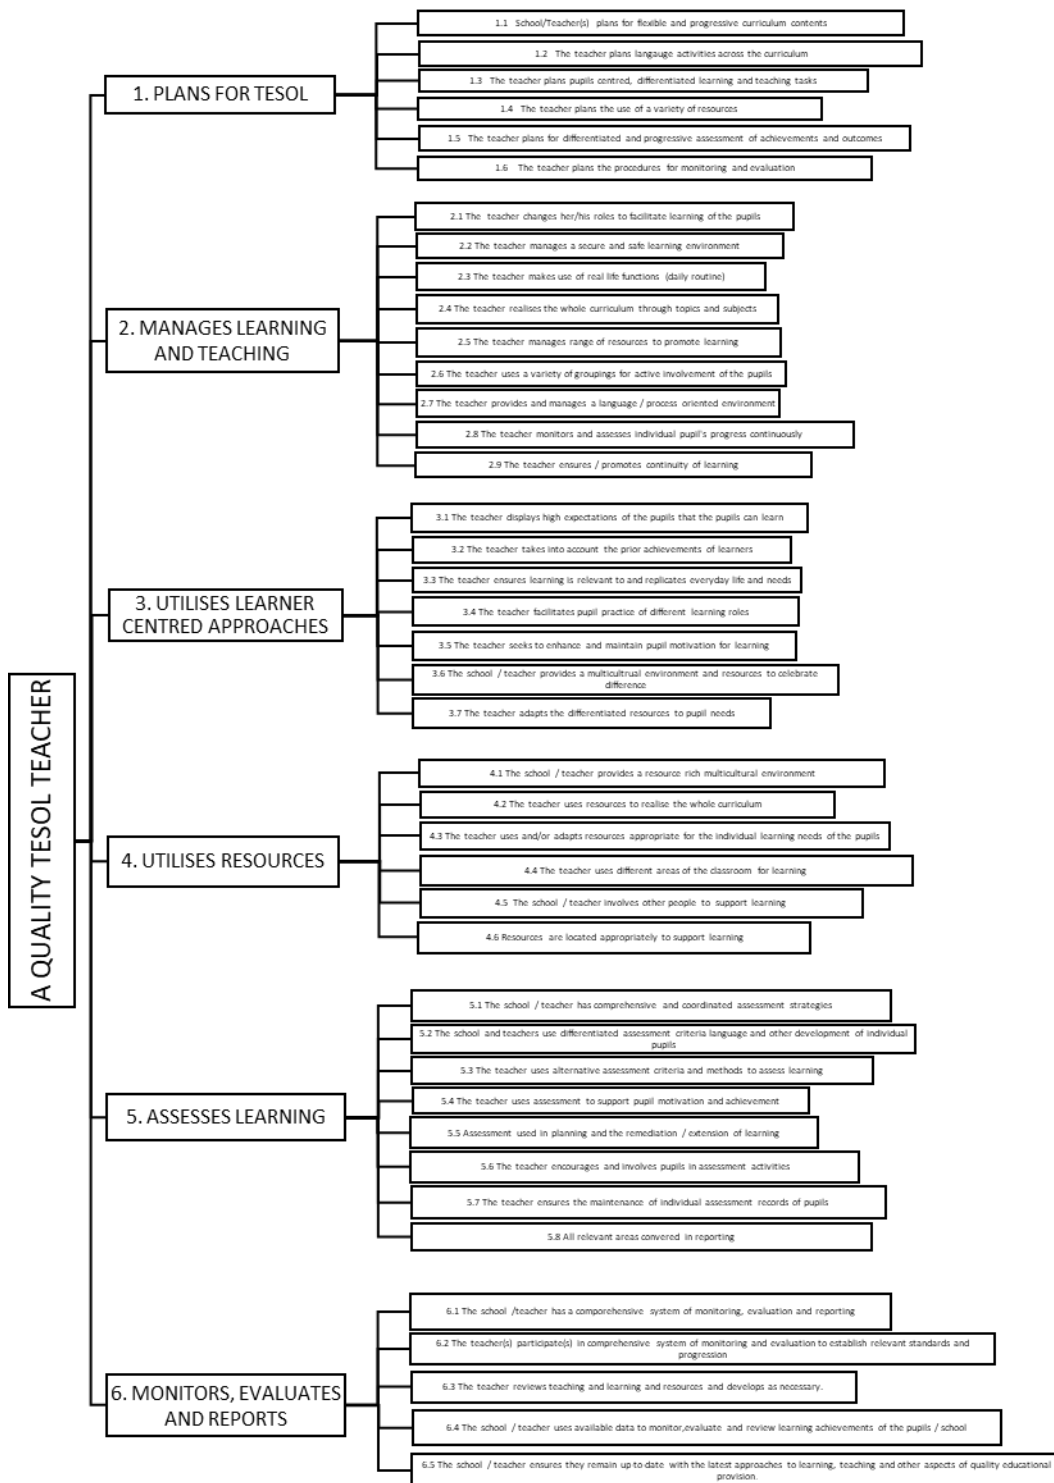 A QUALITY TESOL TEACHER
1. PLANS FOR TESOL
1.1 School/Teacher(s) plans for flexible and progressive curriculum contents
1.2 The teacher plans langauge activities across the curriculum
1.3 The teacher plans pupils centred, differentiated learning and teaching tasks
1.4 The teacher plans the use of a variety of resources
1.5 The teacher plans for differentiated and progressive assessment of achievements and outcomes
1.6 The teacher plans the procedures for monitoring and evaluation
2. MANAGES LEARNING
AND TEACHING
2.1 The teacher changes her/his roles to facilitate learning of the pupils
2.2 The teacher manages a secure and safe learning environment
2.3 The teacher makes use of real life functions (daily routine)
2.4 The teacher realises the whole curriculum through topics and subjects
2.5 The teacher manages range of resources to promote learning
2.6 The teacher uses a variety of groupings for active involvement of the pupils
2.7 The teacher provides and manages a language / process oriented environment
2.8 The teacher monitors and assesses individual pupil's progress continuously
2.9 The teacher ensures / promotes continuity of learning
3. UTILISES LEARNER
CENTRED APPROACHES
3.1 The teacher displays high expectations of the pupils that the pupils can learn
3.2 The teacher takes into account the prior achievements of learners
3.3 The teacher ensures learning is relevant to and replicates everyday life and needs
3.4 The teacher facilitates pupil practice of different learning roles
3.5 The teacher seeks to enhance and maintain pupil motivation for learning
3.6 The school / teacher provides a multicultrual environment and resources to celebrate
difference
3.7 The teacher adapts the differentiated resources to pupil needs
4. UTILISES RESOURCES
4.1 The school / teacher provides a resource rich multicultural environment
4.2 The teacher uses resources to realise the whole curriculum
4.3 The teacher uses and/or adapts resources appropriate for the individual learning needs of the pupils
4.4 The teacher uses different areas of the classroom for learning
4.5 The school / teacher involves other people to support learning
4.6 Resources are located appropriately to support learning
5. ASSESSES LEARNING
5.1 The school / teacher has comprehensive and coordinated assessment strategies
5.2 The school and teachers use differentiated assessment criteria language and other development of individual
pupils
5.3 The teacher uses alternative assessment criteria and methods to assess learning
5.4 The teacher uses assessment to support pupil motivation and achievement
5.5 Assessment used in planning and the remediation / extension of learning
5.6 The teacher encourages and involves pupils in assessment activities
5.7 The teacher ensures the maintenance of individual assessment records of pupils
5.8 All relevant areas convered in reporting
6. MONITORS, EVALUATES
AND REPORTS
6.1 The school /teacher has a comporehensive system of monitoring, evaluation and reporting
6.2 The teacher(s) participate(s) in comprehensive system of monitoring and evaluation to establish relevant standards and
progression
6.3 The teacher reviews teaching and learning and resources and develops as necessary.
6.4 The school / teacher uses available data to monitor,evaluate and review learning achievements of the pupils / school
6.5 The school / teacher ensures they remain up to date with the latest approaches to learning, teaching and other aspects of quality educational
provision.